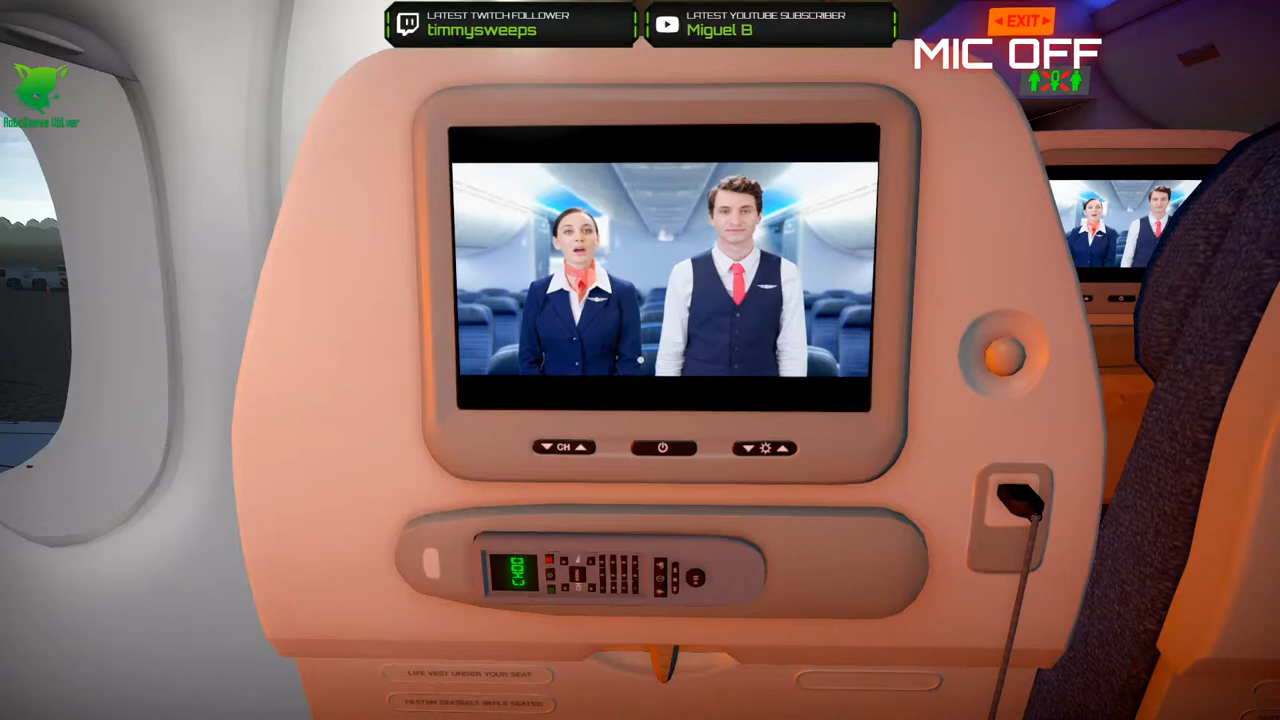 LATEST TWITCH FOLLOWER
timmysweeps
LATEST YOUTUBE SUBSCRIBER
Miguel B
EXIT
MIC OFF
CH
CH00
LIFE VEST UNDER YOUR SEAT
FASTEN SEATBELT WHILE SEATED